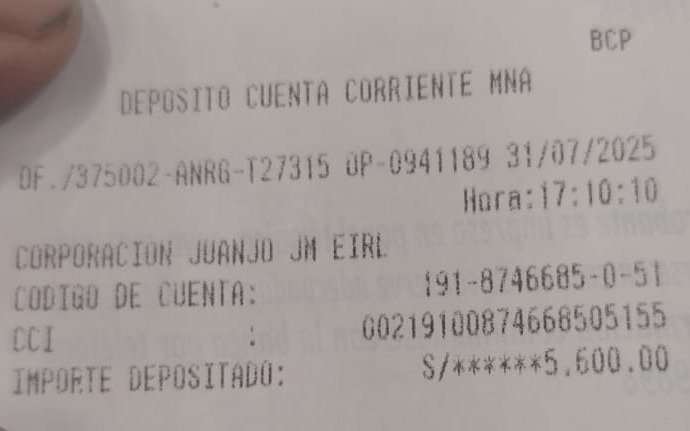 BCP
DEPOSITO CUENTA CORRIENTE MNA
OF./375002-ANRG-T27315 OP-0941189 31/07/2025
Hora:17:10:10
CORPORACION JUANJO JM EIRL
CODIGO DE CUENTA: 191-8746685-0-51
CCI : 00219100874668505155
IMPORTE DEPOSITADO: S/******5,600.00